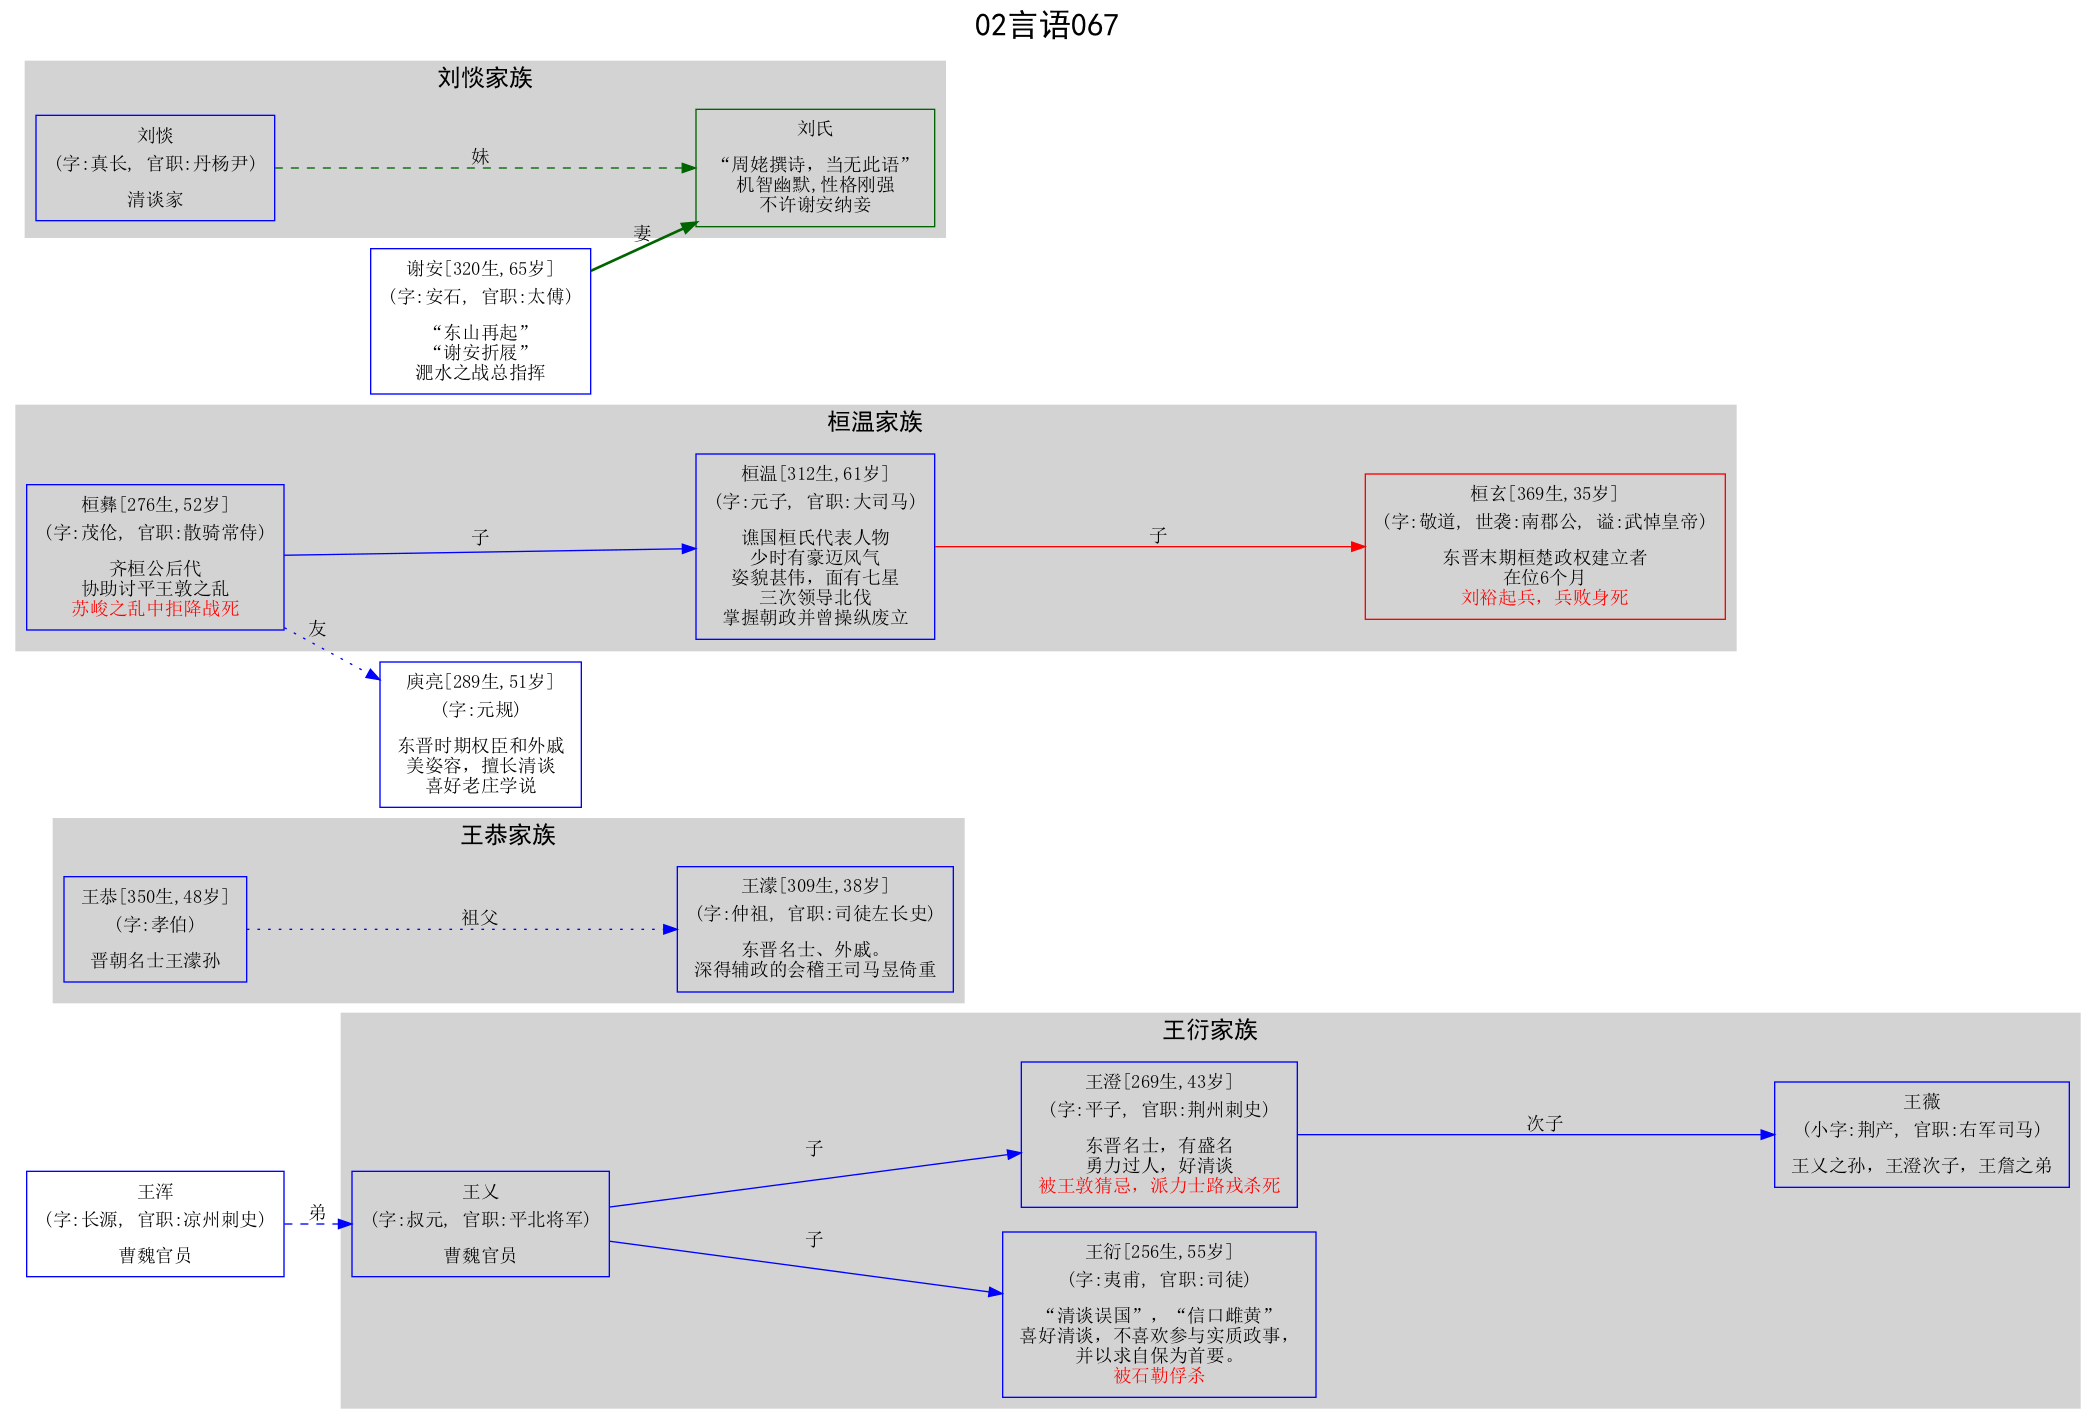 02言语067
刘惔家族
刘惔
(字:真长, 官职:丹杨尹)
清谈家
妹
刘氏
“周姥撰诗，当无此语”
机智幽默,性格刚强
不许谢安纳妾
妻
谢安[320生,65岁]
(字:安石, 官职:太傅)
“东山再起”
“谢安折屐”
淝水之战总指挥
桓温家族
桓彝[276生,52岁]
(字:茂伦, 官职:散骑常侍)
齐桓公后代
协助讨平王敦之乱
苏峻之乱中拒降战死
子
桓温[312生,61岁]
(字:元子, 官职:大司马)
谯国桓氏代表人物
少时有豪迈风气
姿貌甚伟，面有七星
三次领导北伐
掌握朝政并曾操纵废立
子
桓玄[369生,35岁]
(字:敬道, 世袭:南郡公, 谥:武悼皇帝)
东晋末期桓楚政权建立者
在位6个月
刘裕起兵，兵败身死
友
庾亮[289生,51岁]
(字:元规)
东晋时期权臣和外戚
美姿容，擅长清谈
喜好老庄学说
王恭家族
王恭[350生,48岁]
(字:孝伯)
晋朝名士王濛孙
祖父
王濛[309生,38岁]
(字:仲祖, 官职:司徒左长史)
东晋名士、外戚。
深得辅政的会稽王司马昱倚重
王衍家族
王浑
(字:长源, 官职:凉州刺史)
曹魏官员
弟
王乂
(字:叔元, 官职:平北将军)
曹魏官员
子
王澄[269生,43岁]
(字:平子, 官职:荆州刺史)
东晋名士，有盛名
勇力过人，好清谈
被王敦猜忌，派力士路戎杀死
次子
王薇
(小字:荆产, 官职:右军司马)
王乂之孙，王澄次子，王詹之弟
子
王衍[256生,55岁]
(字:夷甫, 官职:司徒)
“清谈误国”，“信口雌黄”
喜好清谈，不喜欢参与实质政事，
并以求自保为首要。
被石勒俘杀